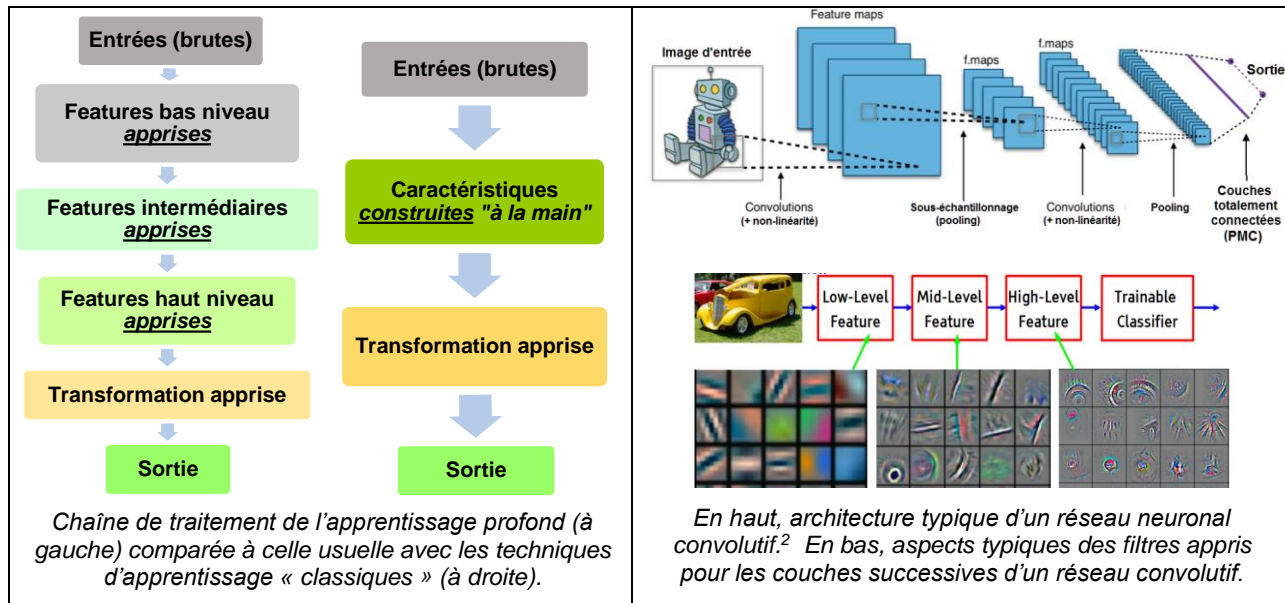 Entrées (brutes)
Features bas niveau
apprises
Features intermédiaires
apprises
Features haut niveau
apprises
Transformation apprise
Sortie
Entrées (brutes)
Caractéristiques
construites "à la main"
Transformation apprise
Sortie
Chaîne de traitement de l'apprentissage profond (à
gauche) comparée à celle usuelle avec les techniques
d'apprentissage « classiques » (à droite).
Feature maps
Image d'entrée
f.maps
f.maps
Sortie
Convolutions
(+ non-linéarité)
Sous-échantillonnage
(pooling)
Convolutions
(+ non-linéarité)
Pooling
Couches
totalement
connectées
(PMC)
Low-Level
Feature
Mid-Level
Feature
High-Level
Feature
Trainable
Classifier
En haut, architecture typique d'un réseau neuronal
convolutif.2 En bas, aspects typiques des filtres appris
pour les couches successives d'un réseau convolutif.